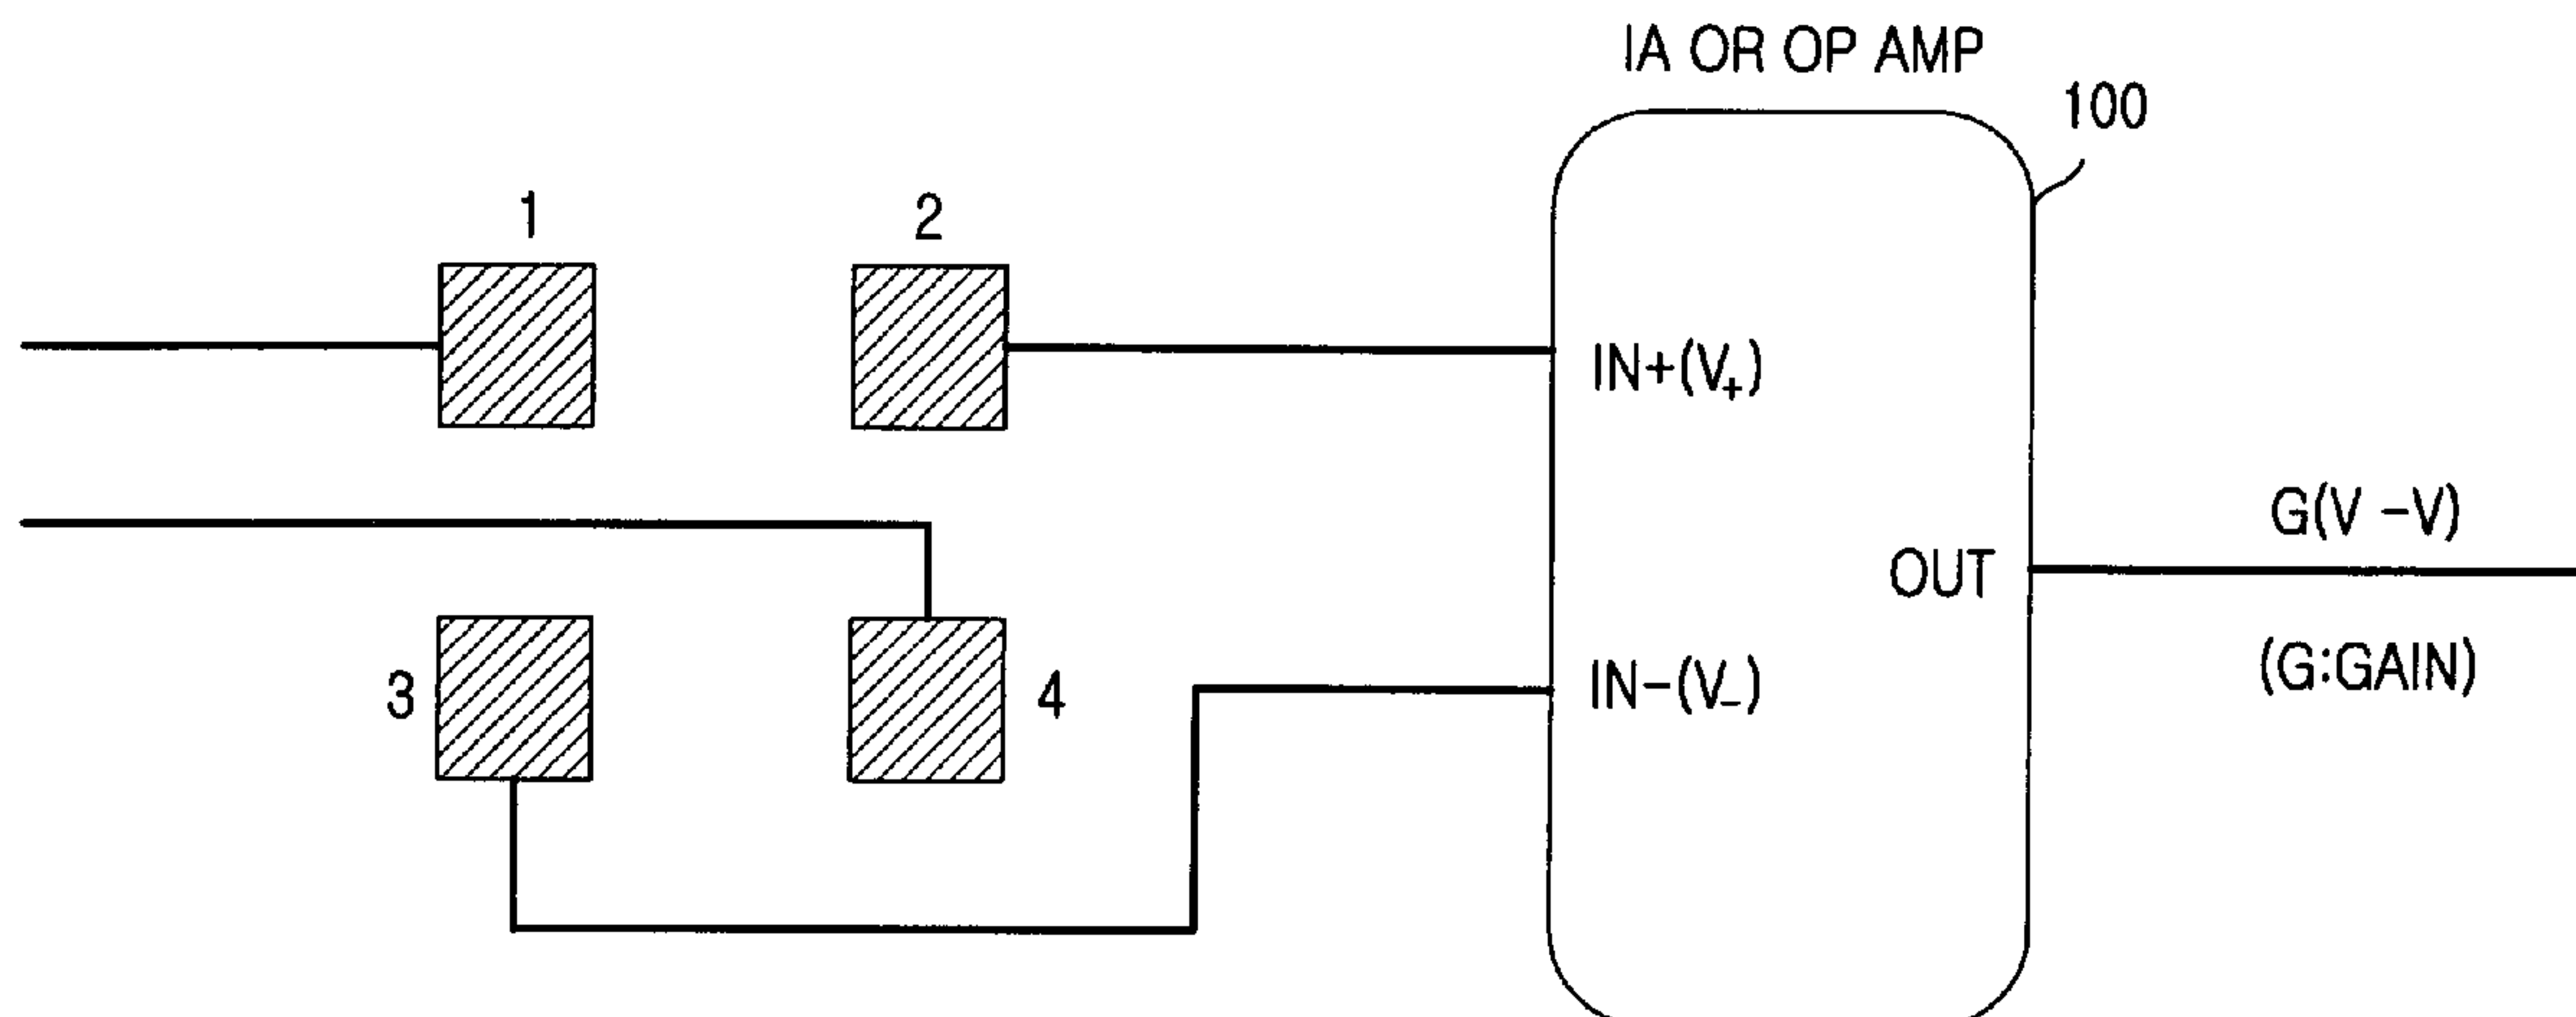 IA OR OP AMP
100
1
2
IN+(V+)
G(V -V)
OUT
3
4
IN-(V-)
(G:GAIN)